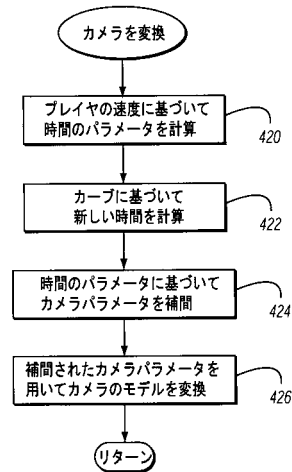 カメラを変換
プレイヤの速度に基づいて
時間のパラメータを計算
420
カーブに基づいて
新しい時間を計算
422
時間のパラメータに基づいて
カメラパラメータを補間
424
補間されたカメラパラメータを
用いてカメラのモデルを変換
426
リターン